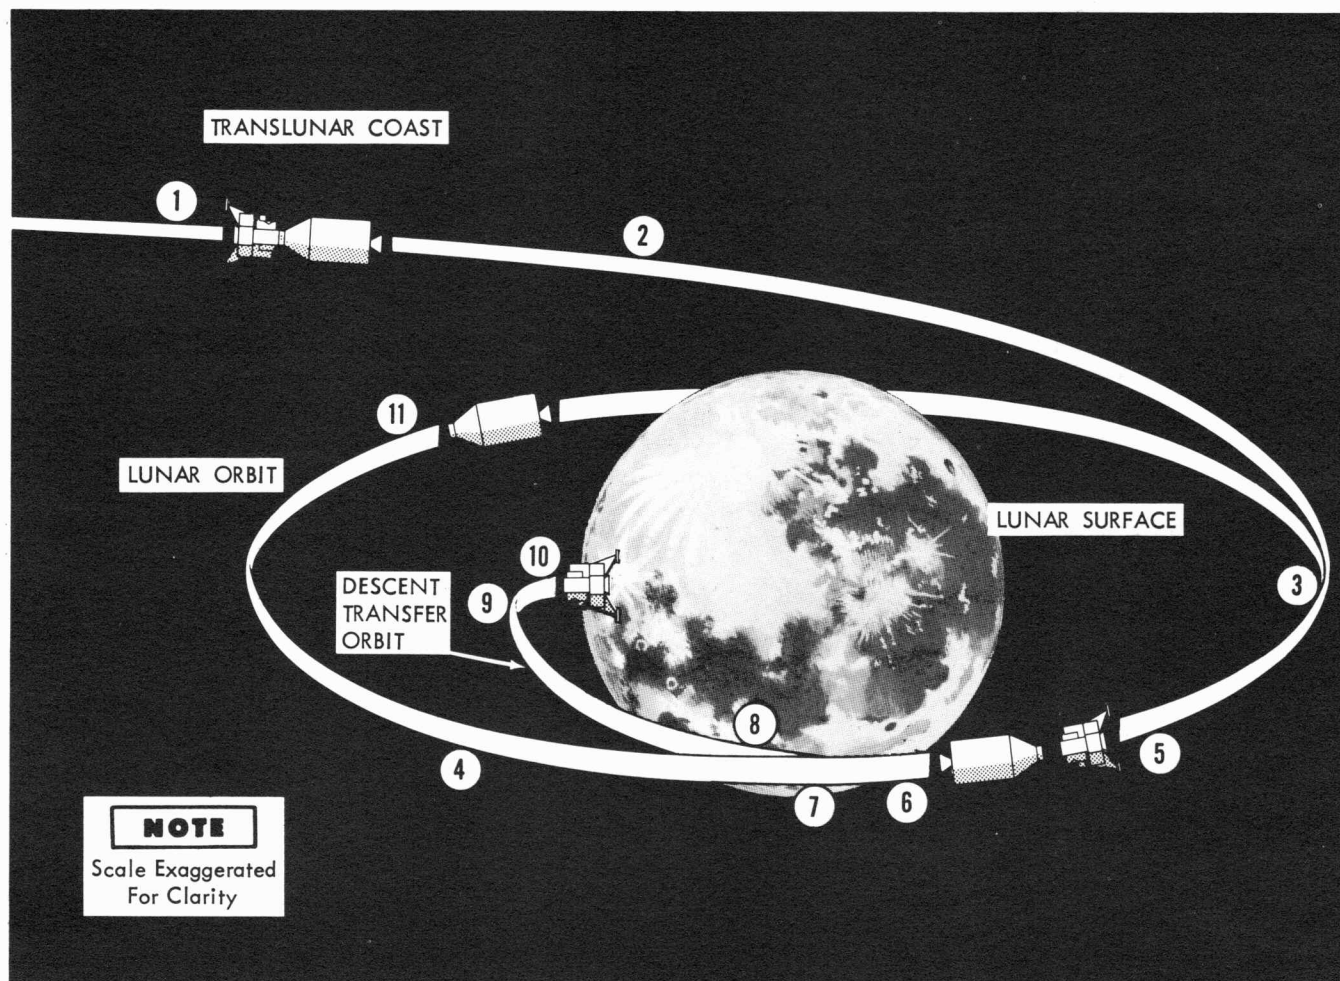 TRANSLUNAR COAST
1
2
11
LUNAR ORBIT
LUNAR SURFACE
10
3
DESCENT
TRANSFER
ORBIT
9
8
5
4
7
6
NOTE
Scale Exaggerated
For Clarity